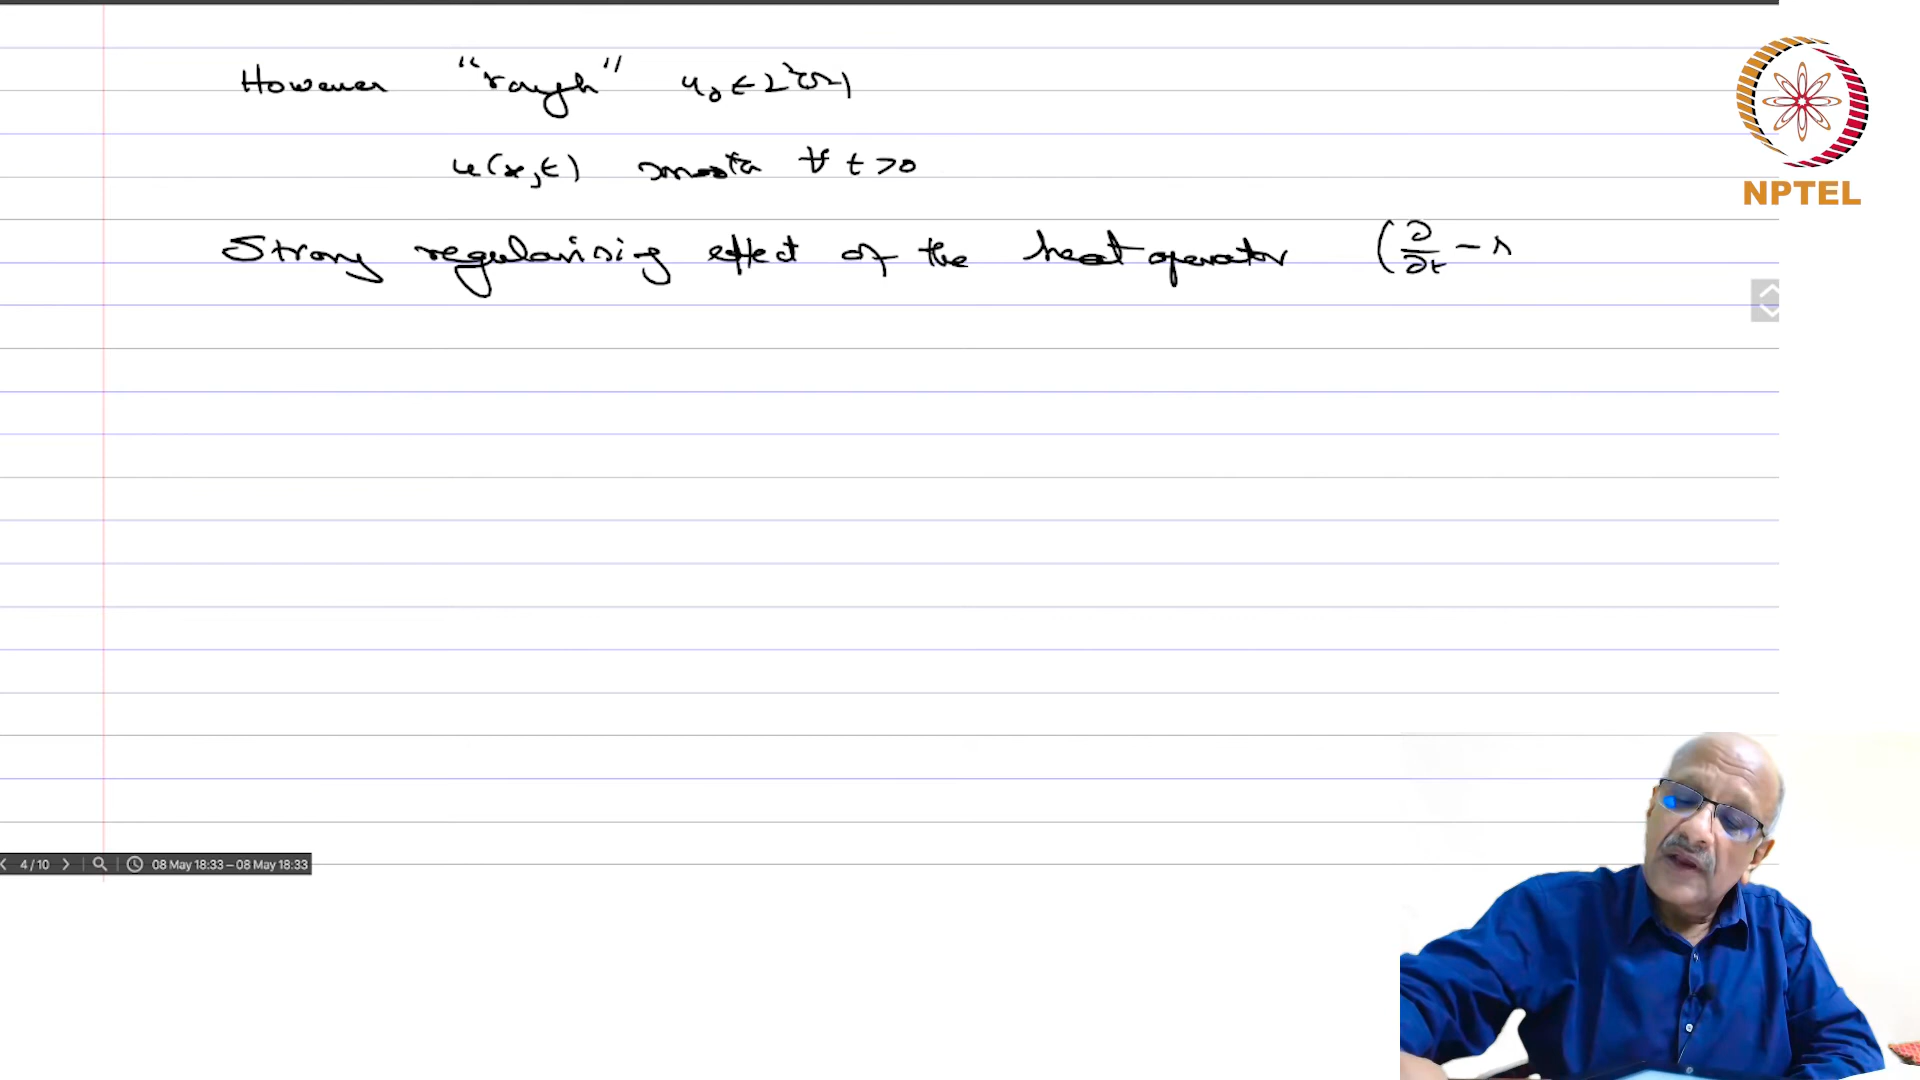 However "rough" u₀ ∈ L²(Ω)
u(x,t) smooth ∀ t >0
Strong regularising effect of the heat operator (∂/∂t -
NPTEL
4 / 10 08 May 18:33 – 08 May 18:33